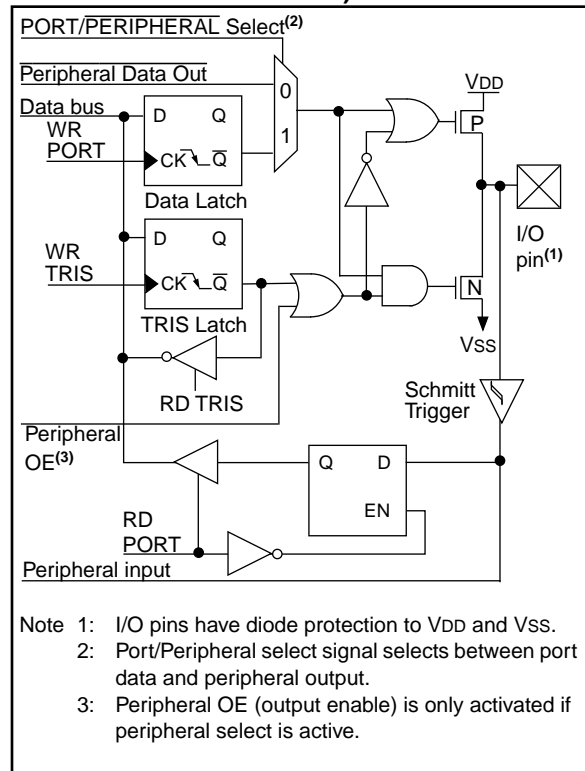 PORT/PERIPHERAL Select(2)
Peripheral Data Out
Data bus
WR
PORT
D Q
CK Q
Data Latch
0
1
VDD
P
I/O
pin(1)
WR
TRIS
D Q
CK Q
TRIS Latch
N
VSS
RD TRIS
Schmitt
Trigger
Peripheral
OE(3)
Q D
EN
RD
PORT
Peripheral input
Note 1: I/O pins have diode protection to VDD and VSS.
2: Port/Peripheral select signal selects between port
data and peripheral output.
3: Peripheral OE (output enable) is only activated if
peripheral select is active.